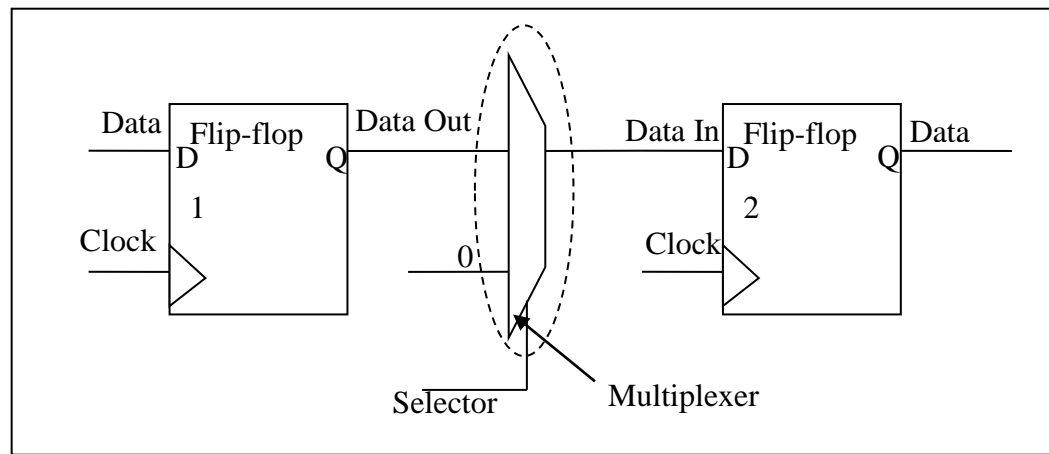 Data
Flip-flop
D
Q
1
Clock
Data Out
0
Selector
Multiplexer
Data In
Flip-flop
D
Q
2
Clock
Data